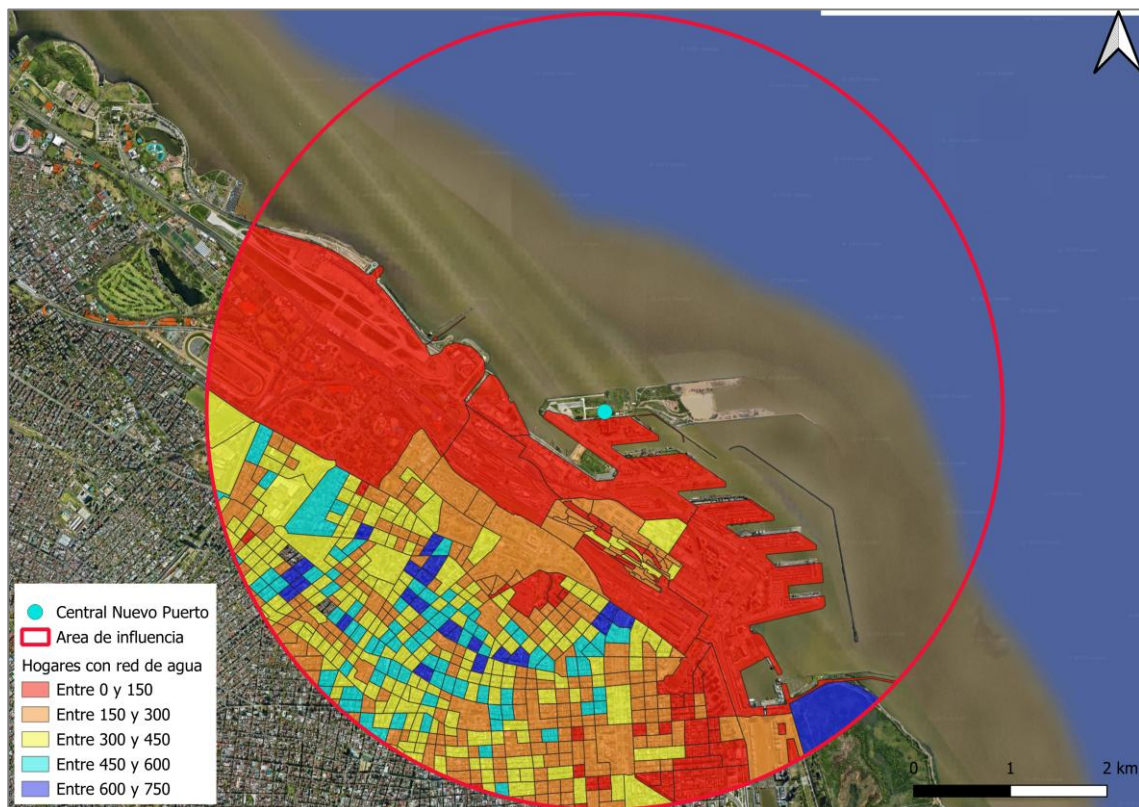 Central Nuevo Puerto
Area de influencia
Hogares con red de agua
Entre 0 y 150
Entre 150 y 300
Entre 300 y 450
Entre 450 y 600
Entre 600 y 750
0 1 2 km